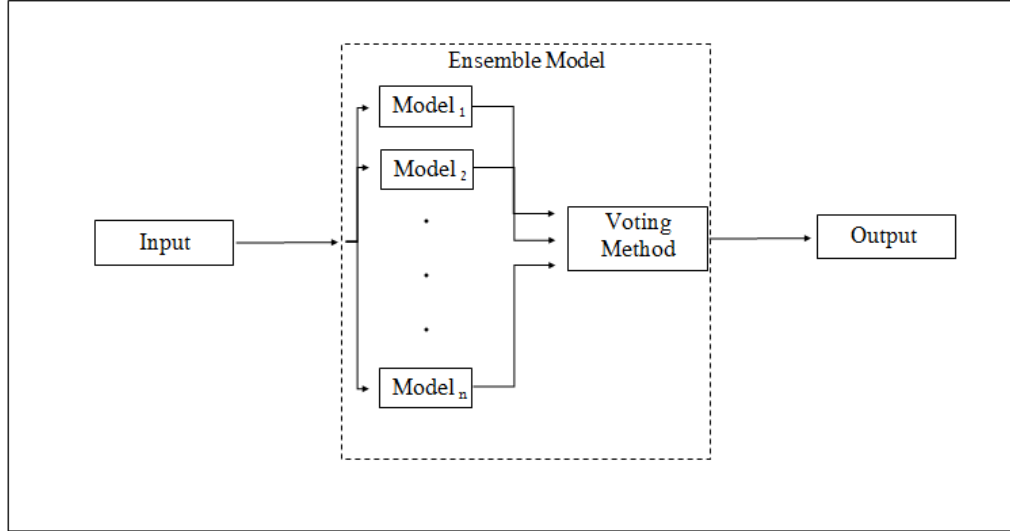 Ensemble Model
Model 1
Model 2
Input
Voting
Method
Output
Model n